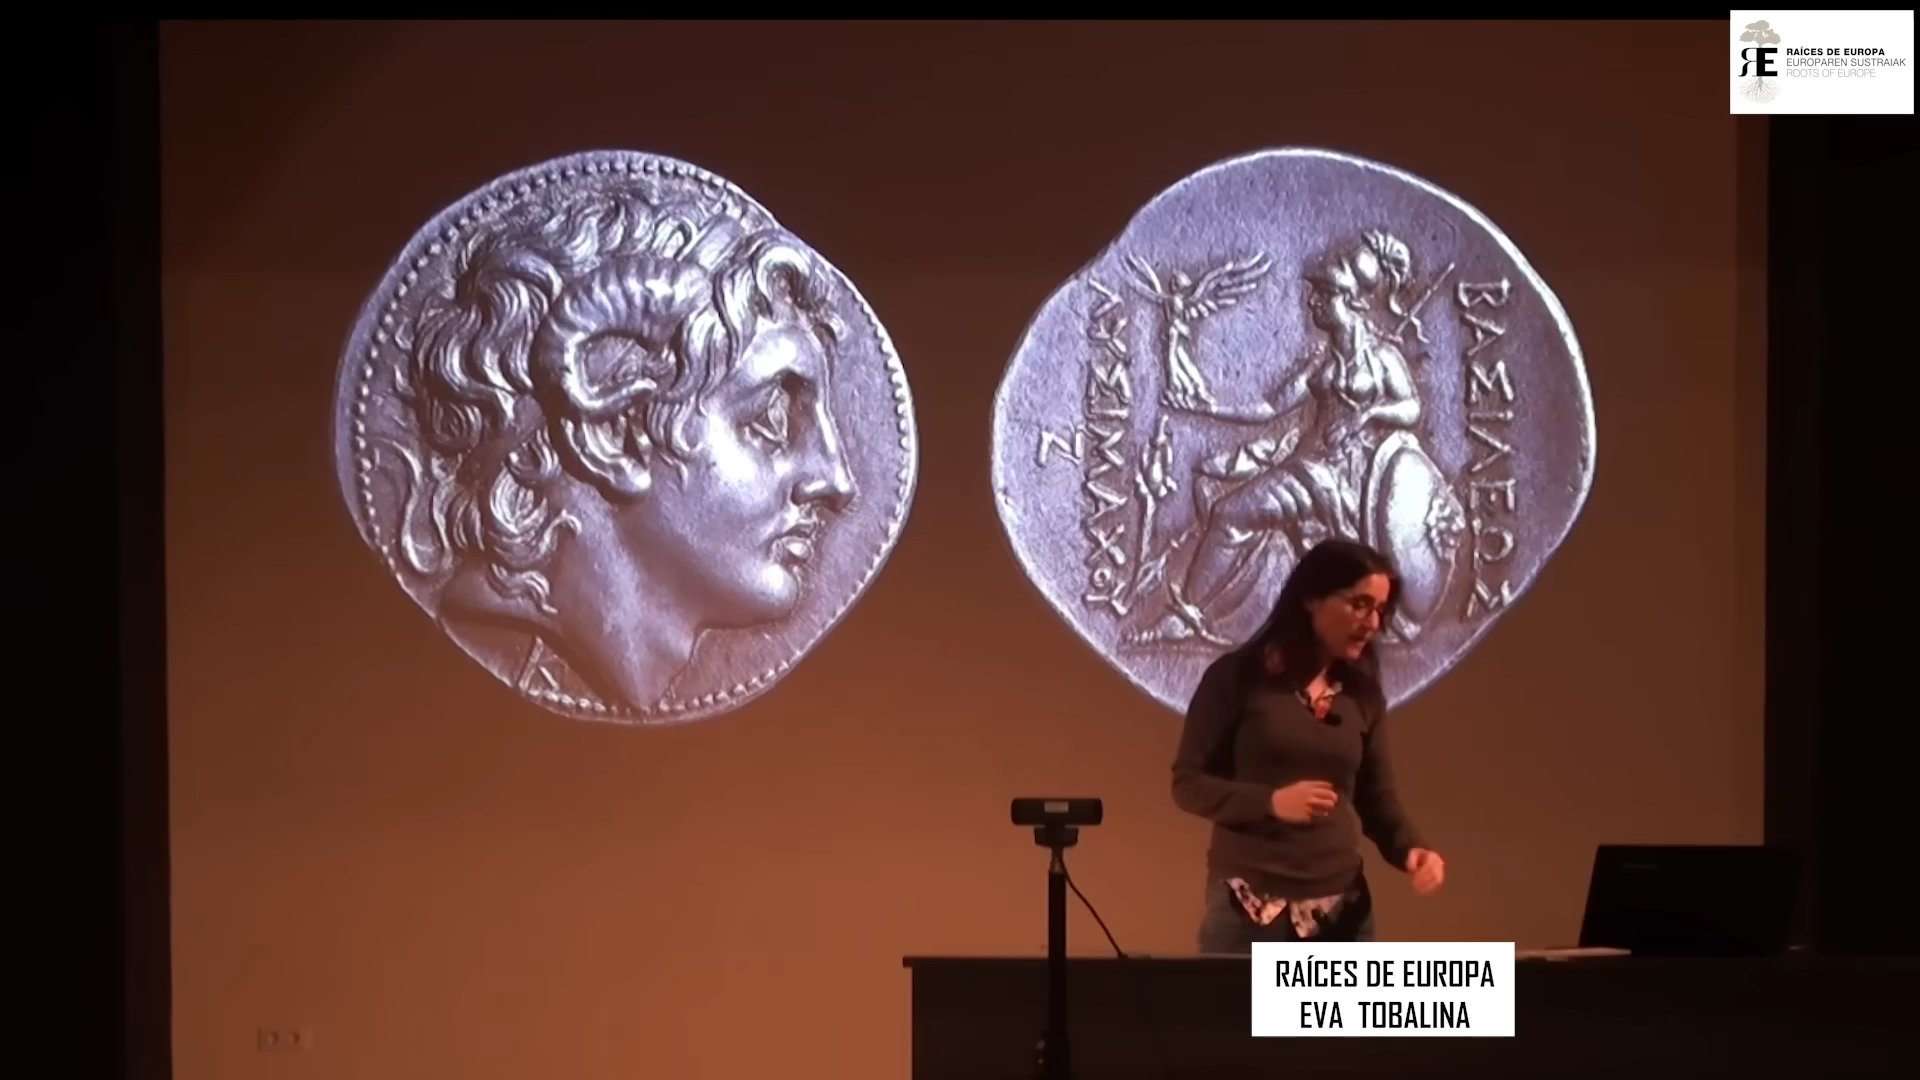 RAÍCES DE EUROPA
EUROPAREN SUSTRAIAK
ROOTS OF EUROPE
ΒΑΣΙΛΕΩΣ
ΛΥΣΙΜΑΧΟΥ
Κ
RAÍCES DE EUROPA
EVA TOBALINA